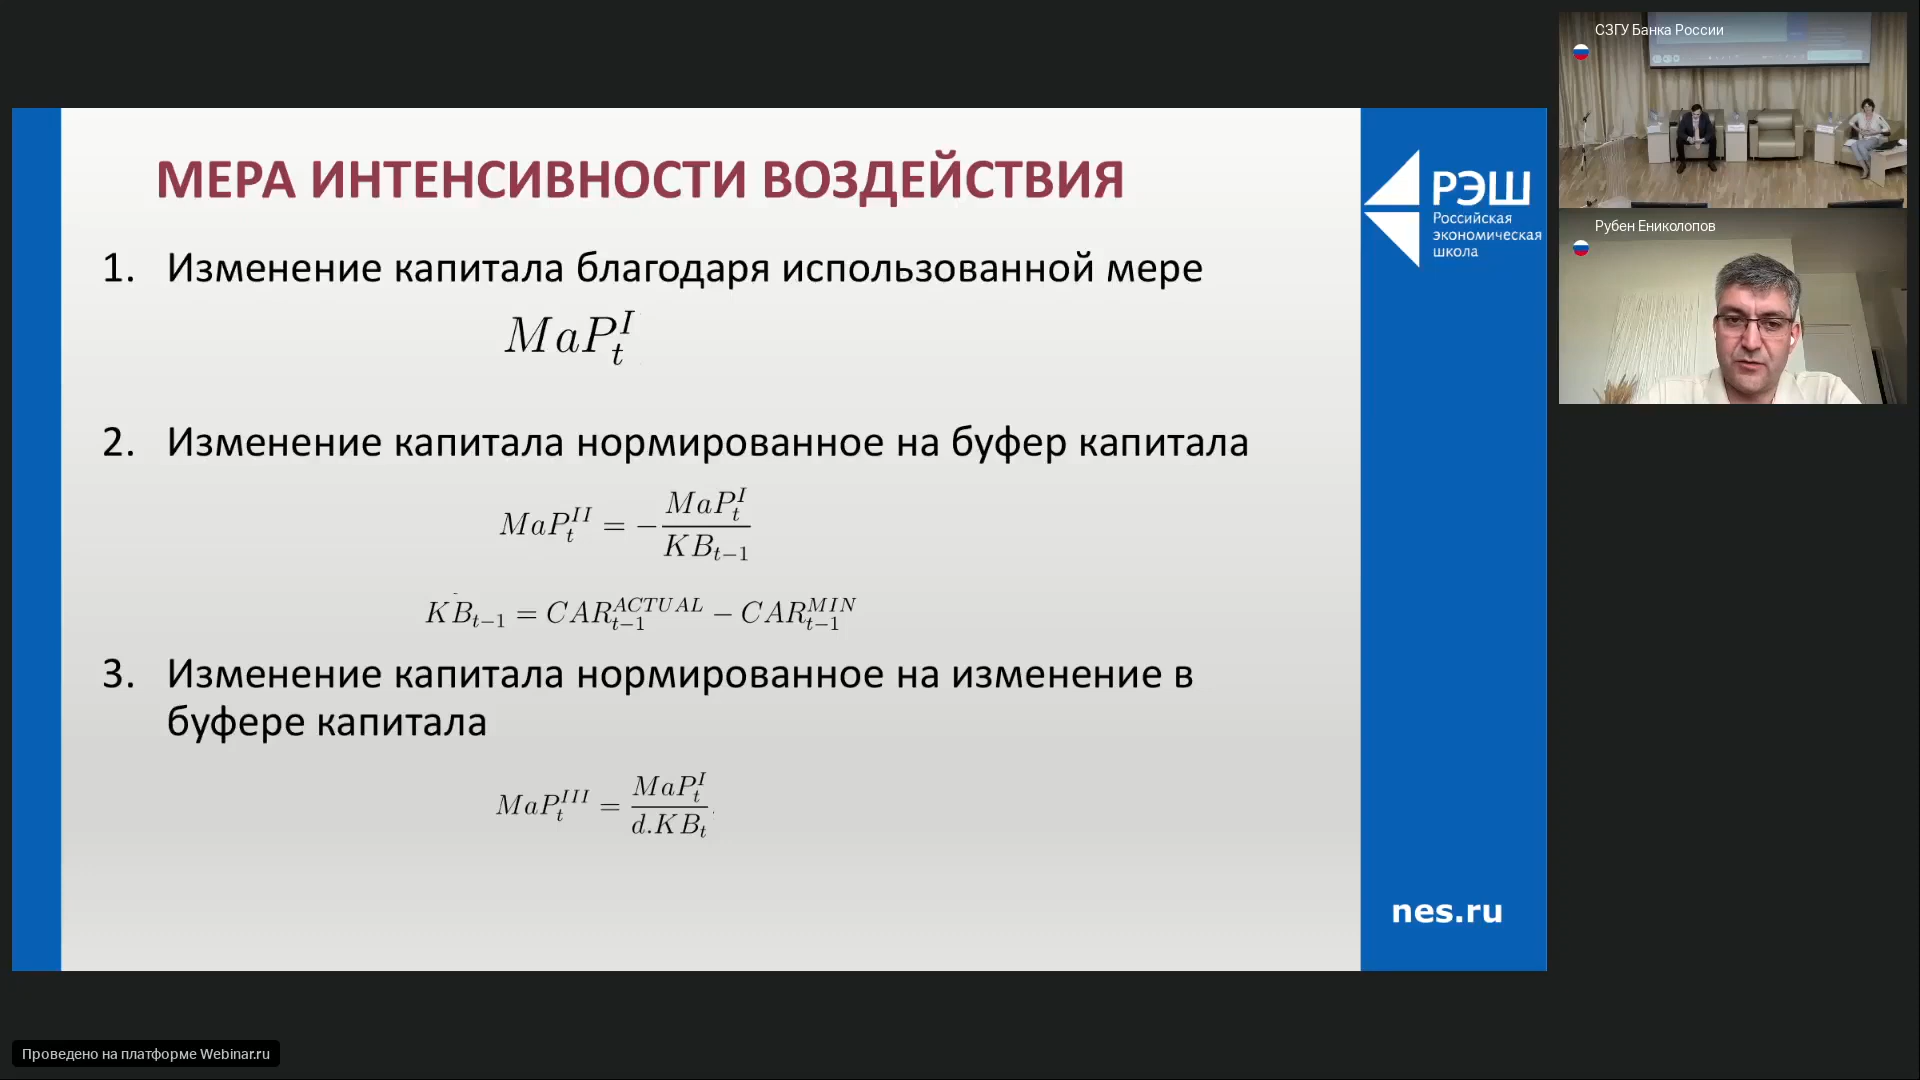 МЕРА ИНТЕНСИВНОСТИ ВОЗДЕЙСТВИЯ
1. Изменение капитала благодаря использованной мере
$MaP_t^I$
2. Изменение капитала нормированное на буфер капитала
$MaP_t^{II} = -\frac{MaP_t^I}{KB_{t-1}}$
$KB_{t-1} = CAR_{t-1}^{ACTUAL} - CAR_{t-1}^{MIN}$
3. Изменение капитала нормированное на изменение в
буфере капитала
$MaP_t^{III} = \frac{MaP_t^I}{d.KB_t}$
РЭШ
Российская
экономическая
школа
nes.ru
СЗГУ Банка России
Рубен Ениколопов
Проведено на платформе Webinar.ru